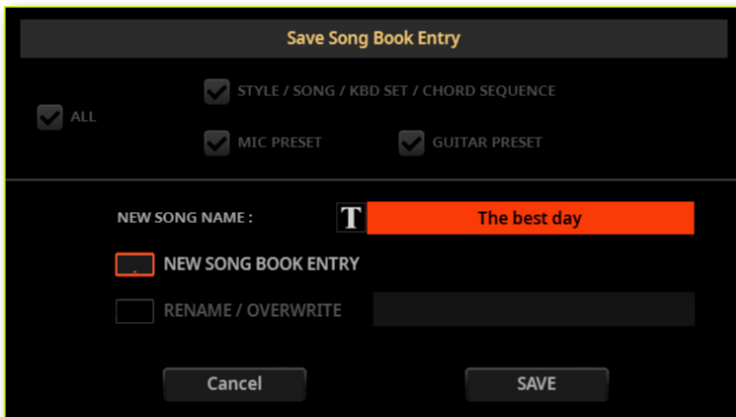 Save Song Book Entry
STYLE / SONG / KBD SET / CHORD SEQUENCE
ALL
MIC PRESET GUITAR PRESET
NEW SONG NAME : T The best day
NEW SONG BOOK ENTRY
RENAME / OVERWRITE
Cancel SAVE